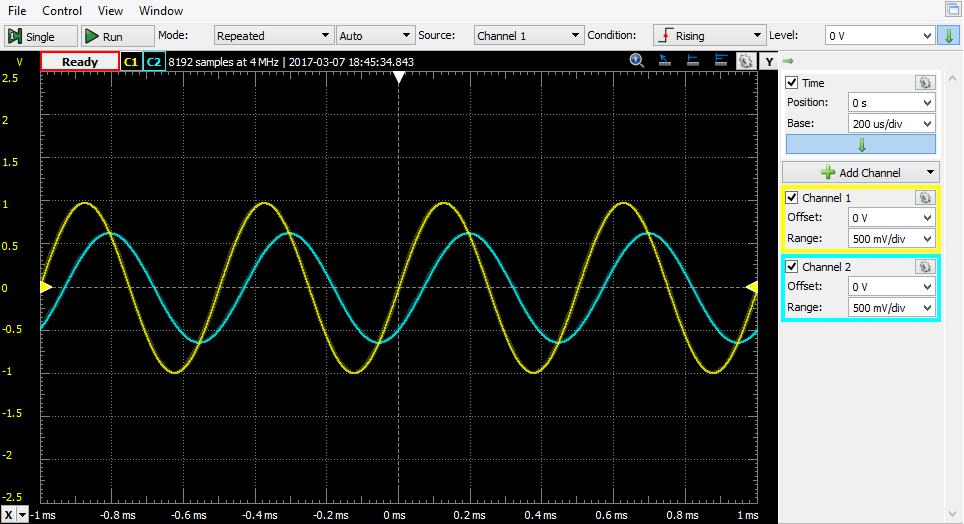 File Control View Window
Single Run Mode: Repeated Auto Source: Channel 1 Condition: Rising Level: 0 V
V Ready C1 C2 8192 samples at 4 MHz | 2017-03-07 18:45:34.843 Y
2.5
2
1.5
1
0.5
0
-0.5
-1
-1.5
-2
-2.5
X -1 ms -0.8 ms -0.6 ms -0.4 ms -0.2 ms 0 ms 0.2 ms 0.4 ms 0.6 ms 0.8 ms 1 ms
Time
Position: 0 s
Base: 200 us/div
Add Channel
Channel 1
Offset: 0 V
Range: 500 mV/div
Channel 2
Offset: 0 V
Range: 500 mV/div